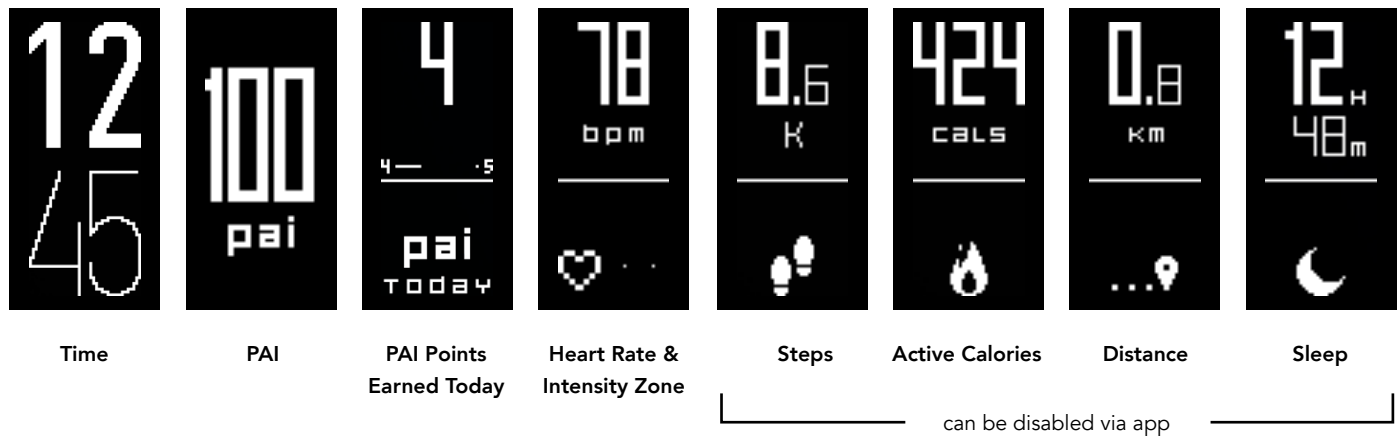 12
45
100
pai
4
4 5
pai
TODAY
78
bpm
8.6
K
424
CALS
0.8
KM
12H
48m
Time
PAI
PAI Points
Earned Today
Heart Rate &
Intensity Zone
Steps
Active Calories
Distance
Sleep
can be disabled via app